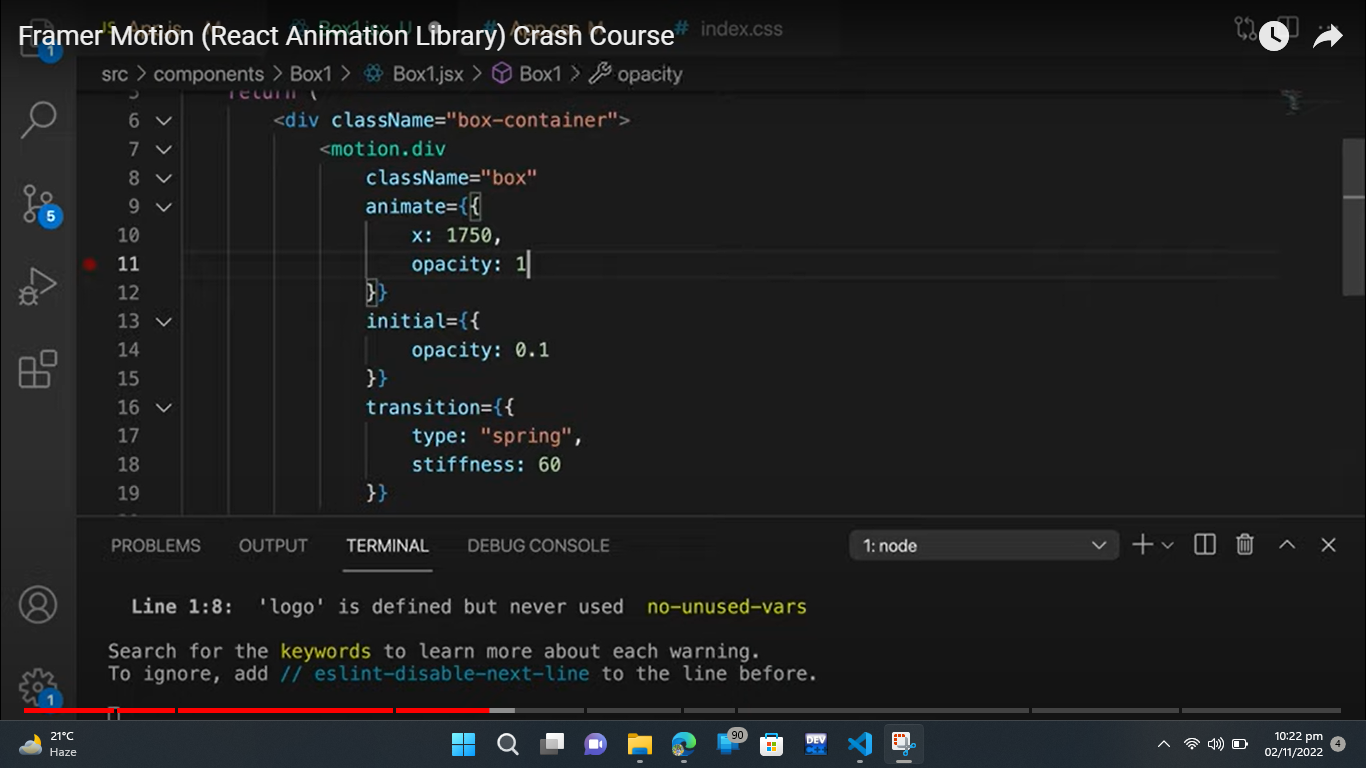 Framer Motion (React Animation Library) Crash Course
index.css
1
src > components > Box1 > Box1.jsx > Box1 > opacity
5 return (
6 <div className="box-container">
7 <motion.div
8 className="box"
9 animate={{
10 x: 1750,
11 opacity: 1
12 }}
13 initial={{
14 opacity: 0.1
15 }}
16 transition={{
17 type: "spring",
18 stiffness: 60
19 }}
5
1
PROBLEMS OUTPUT TERMINAL DEBUG CONSOLE 1: node
Line 1:8: 'logo' is defined but never used no-unused-vars
Search for the keywords to learn more about each warning.
To ignore, add // eslint-disable-next-line to the line before.
21°C
Haze
90
DEV
10:22 pm
02/11/2022
4